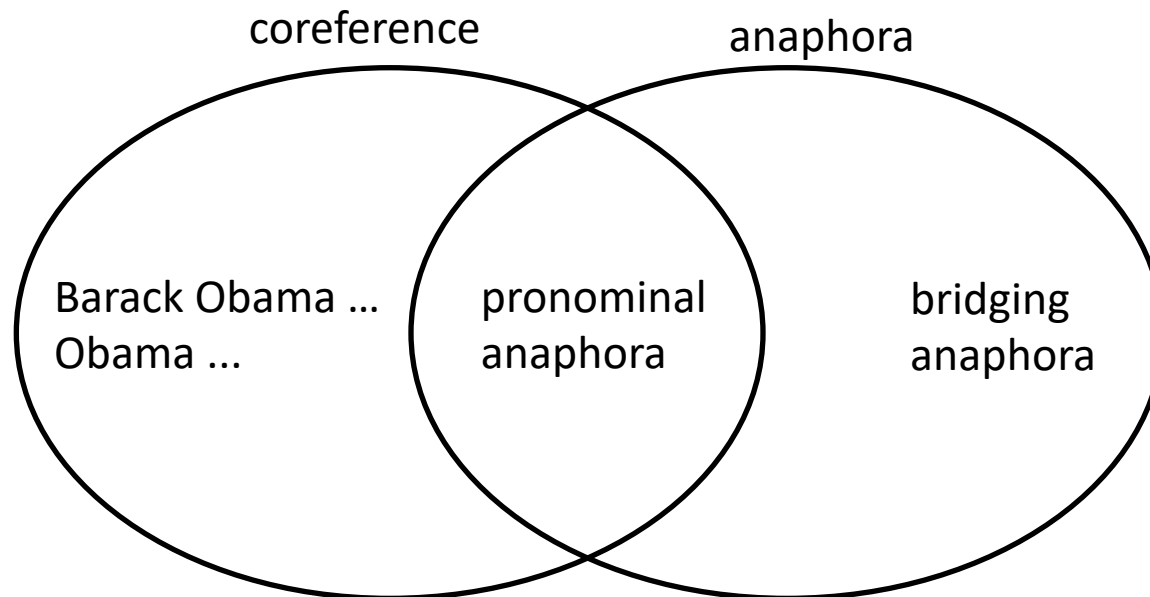 coreference
anaphora
Barack Obama ...
Obama ...
pronominal
anaphora
bridging
anaphora